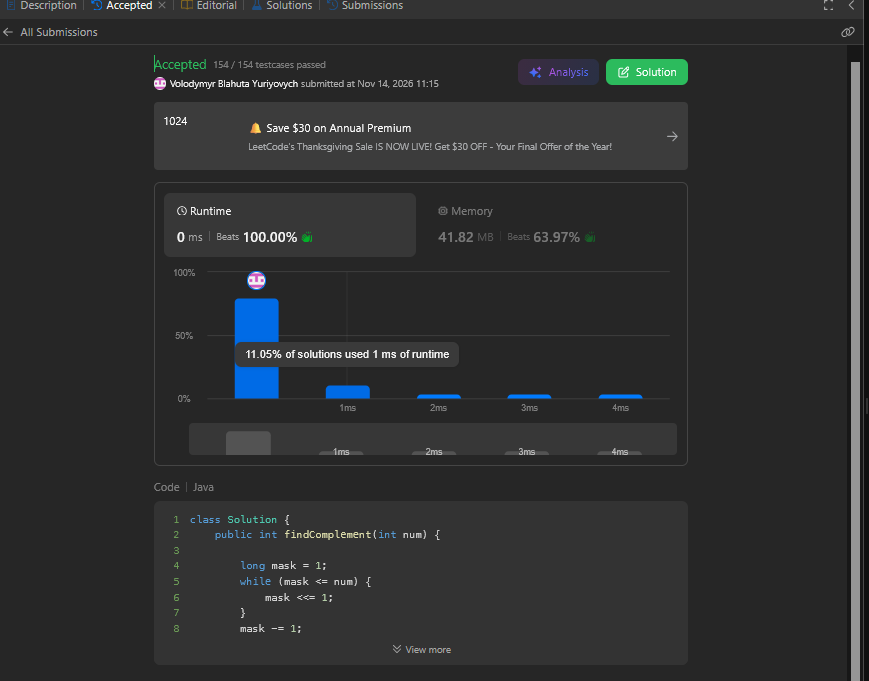 Description Accepted Editorial Solutions Submissions
All Submissions
Accepted 154 / 154 testcases passed
Volodymyr Blahuta Yuriyovych submitted at Nov 14, 2026 11:15
Analysis
Solution
1024
Save $30 on Annual Premium
LeetCode's Thanksgiving Sale IS NOW LIVE! Get $30 OFF - Your Final Offer of the Year!
Runtime
0 ms Beats 100.00%
Memory
41.82 MB Beats 63.97%
100%
50%
11.05% of solutions used 1 ms of runtime
0%
1ms 2ms 3ms 4ms
1ms 2ms 3ms 4ms
Code Java
1 class Solution {
2     public int findComplement(int num) {
3
4         long mask = 1;
5         while (mask <= num) {
6             mask <<= 1;
7         }
8         mask -= 1;
View more